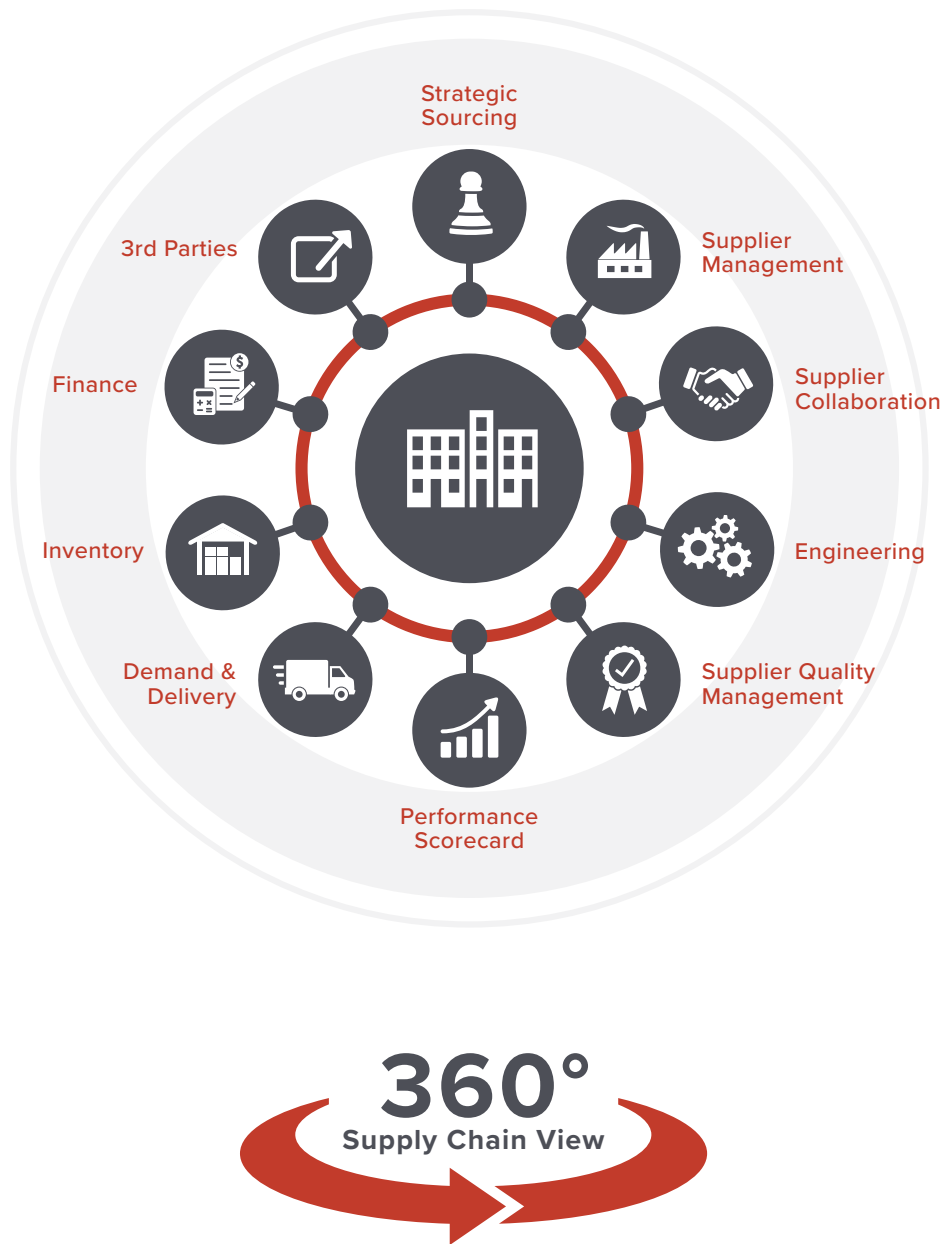 Strategic
Sourcing
Supplier
Management
Supplier
Collaboration
Engineering
Supplier Quality
Management
Performance
Scorecard
Demand &
Delivery
Inventory
Finance
3rd Parties
360°
Supply Chain View